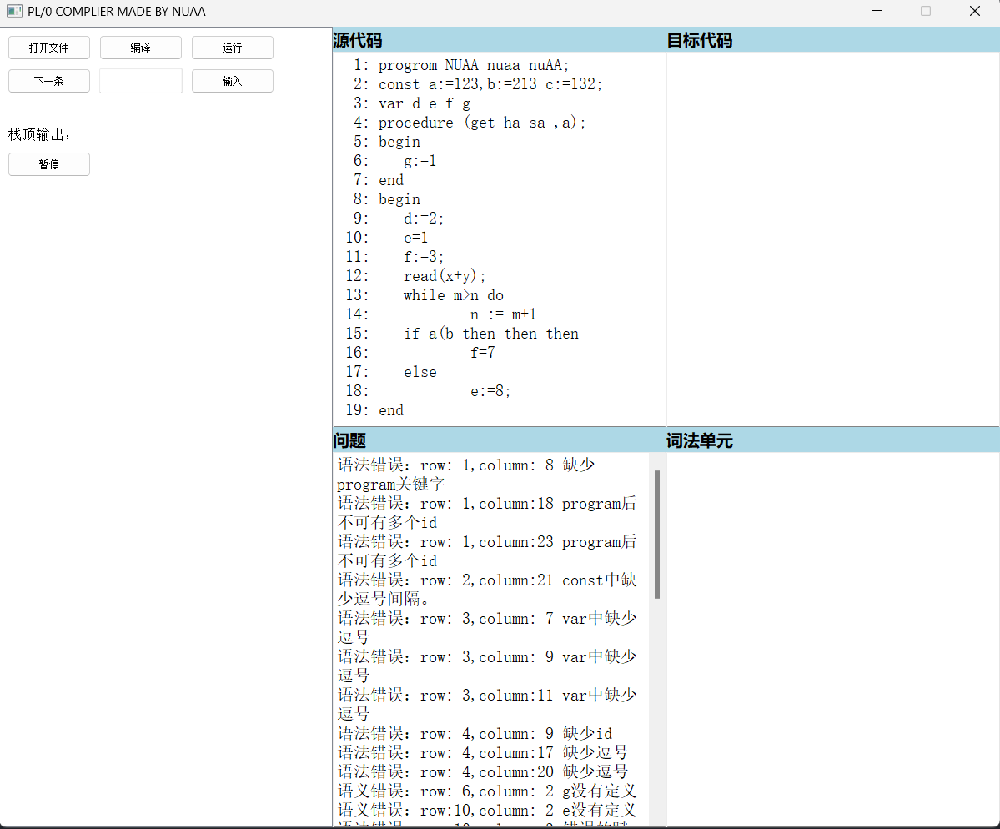 PL/0 COMPLIER MADE BY NUAA
打开文件 编译 运行
下一条 输入
栈顶输出:
暂停
源代码
1: progrom NUAA nuaa nuAA;
2: const a:=123,b:=213 c:=132;
3: var d e f g
4: procedure (get ha sa ,a);
5: begin
6: g:=1
7: end
8: begin
9: d:=2;
10: e=1
11: f:=3;
12: read(x+y);
13: while m>n do
14: n := m+1
15: if a(b then then then
16: f=7
17: else
18: e:=8;
19: end
目标代码
问题
语法错误: row: 1,column: 8 缺少
program关键字
语法错误: row: 1,column:18 program后
不可有多个id
语法错误: row: 1,column:23 program后
不可有多个id
语法错误: row: 2,column:21 const中缺
少逗号间隔。
语法错误: row: 3,column: 7 var中缺少
逗号
语法错误: row: 3,column: 9 var中缺少
逗号
语法错误: row: 3,column:11 var中缺少
逗号
语法错误: row: 4,column: 9 缺少id
语法错误: row: 4,column:17 缺少逗号
语法错误: row: 4,column:20 缺少逗号
语义错误: row: 6,column: 2 g没有定义
语义错误: row:10,column: 2 e没有定义
词法单元